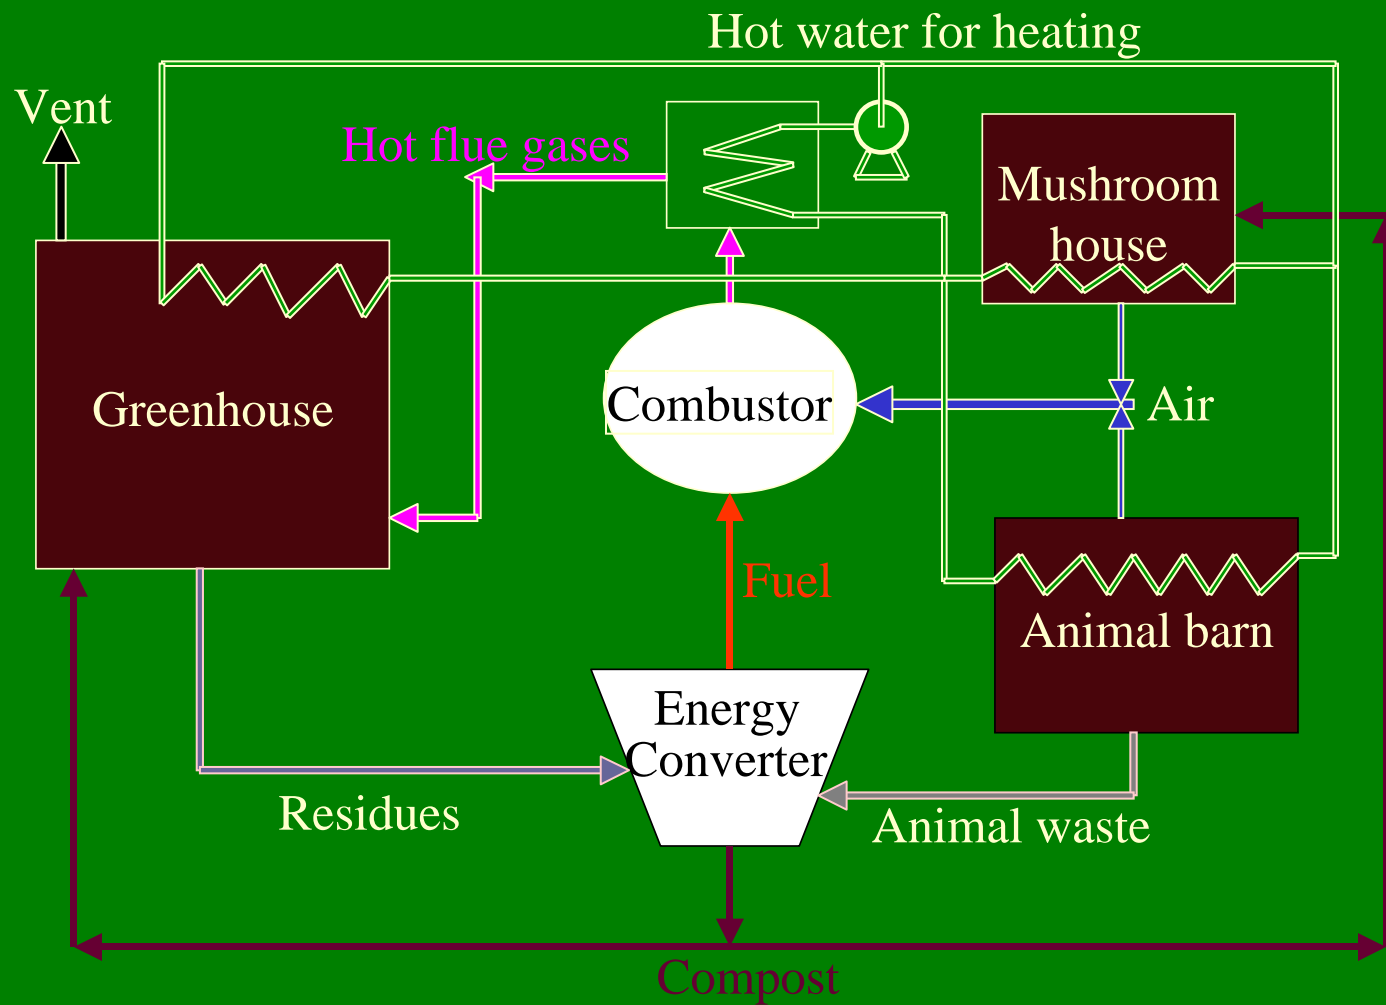 Hot water for heating
Vent
Hot flue gases
Mushroom
house
Greenhouse
Combustor
Air
Fuel
Animal barn
Energy
Converter
Residues
Animal waste
Compost